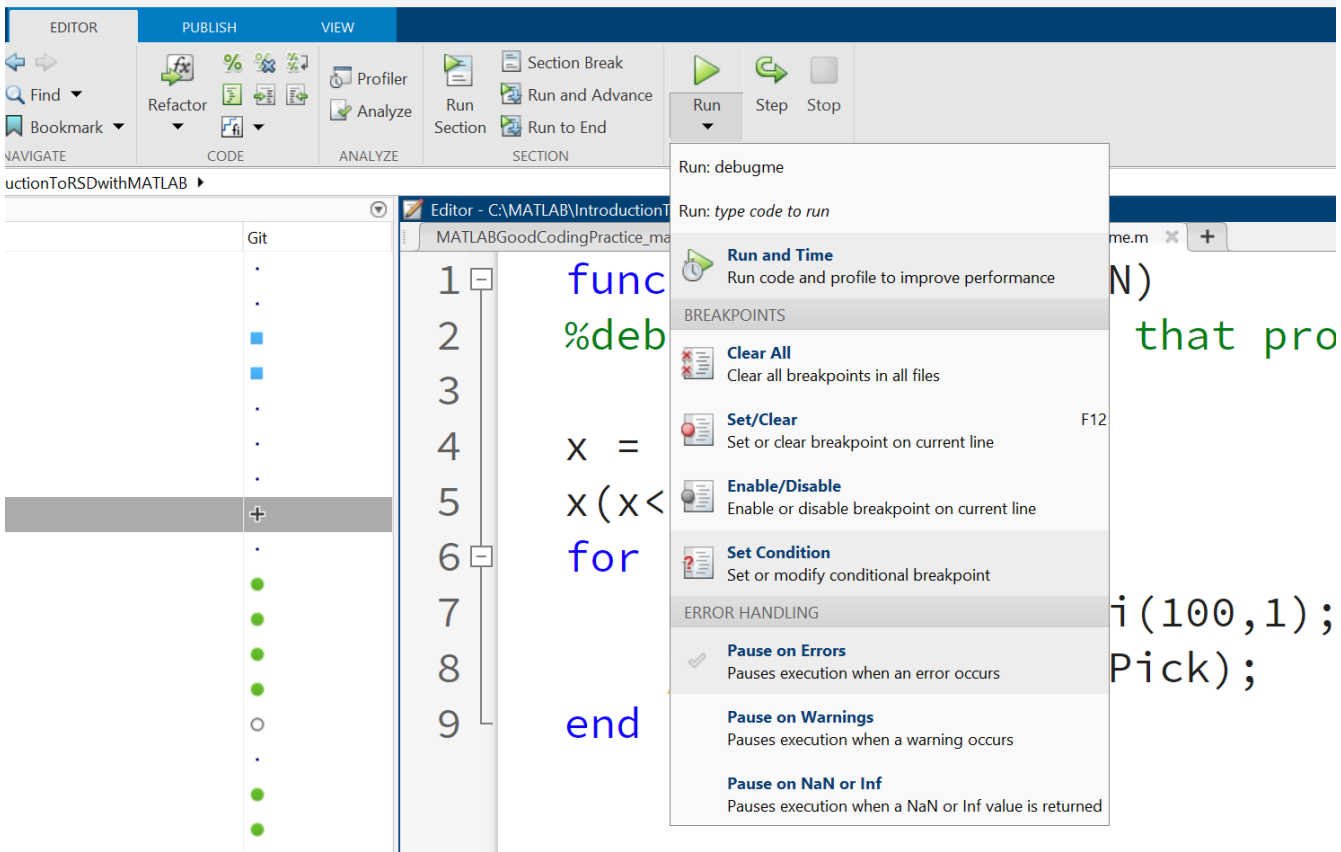 EDITOR PUBLISH VIEW
Find
Bookmark
NAVIGATE
Refactor
CODE
Profiler
Analyze
ANALYZE
Run Section
Section Break
Run and Advance
Run to End
SECTION
Run
Step
Stop
uctionToRSDwithMATLAB
Git
Editor - C:\MATLAB\IntroductionT
MATLABGoodCodingPractice_ma
me.m
1 func N)
2 %deb that pro
3
4 x =
5 x(x<
6 for
7 i(100,1);
8 Pick);
9 end
Run: debugme
Run: type code to run
Run and Time
Run code and profile to improve performance
BREAKPOINTS
Clear All
Clear all breakpoints in all files
Set/Clear F12
Set or clear breakpoint on current line
Enable/Disable
Enable or disable breakpoint on current line
Set Condition
Set or modify conditional breakpoint
ERROR HANDLING
Pause on Errors
Pauses execution when an error occurs
Pause on Warnings
Pauses execution when a warning occurs
Pause on NaN or Inf
Pauses execution when a NaN or Inf value is returned